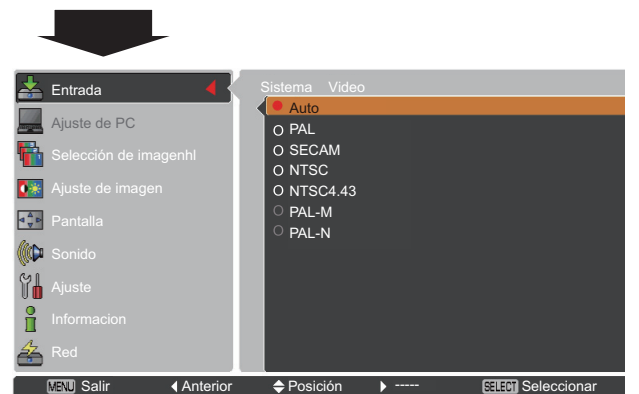 Entrada
Ajuste de PC
Selección de imagenhl
Ajuste de imagen
Pantalla
Sonido
Ajuste
Informacion
Red
Sistema Video
Auto
PAL
SECAM
NTSC
NTSC4.43
PAL-M
PAL-N
MENU Salir Anterior Posición ----- SELECT Seleccionar